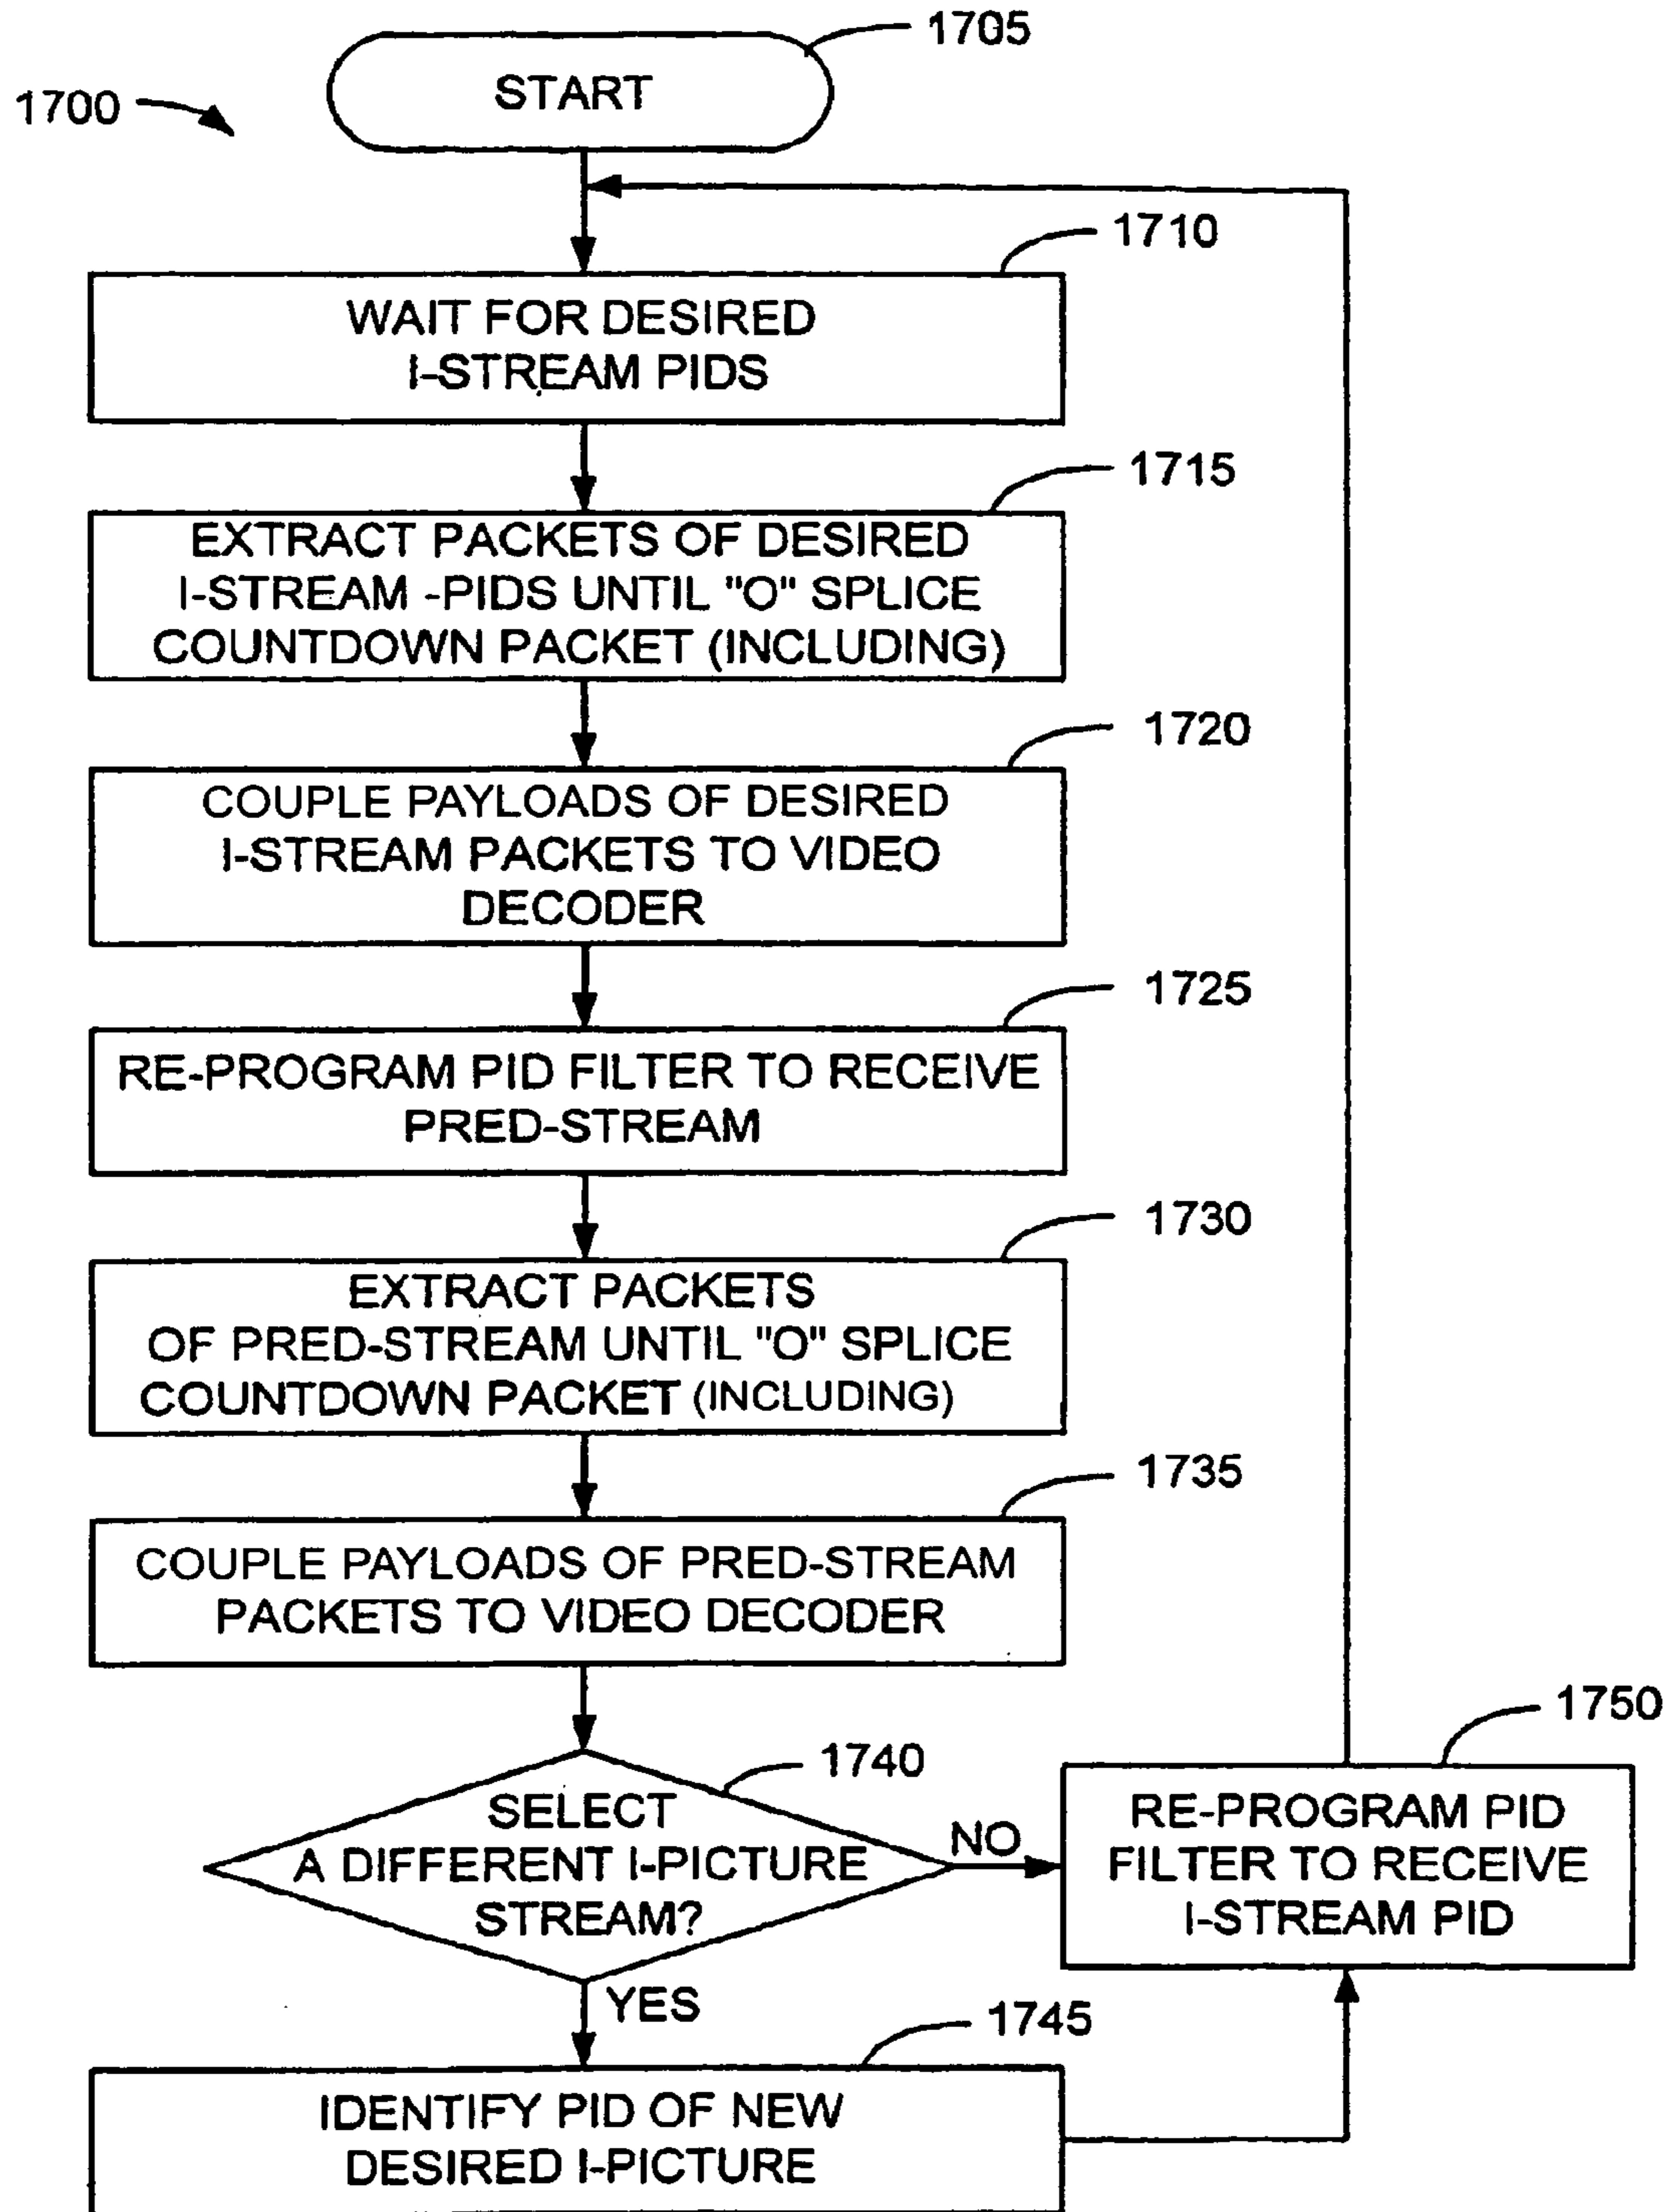 1705
START
1700
1710
WAIT FOR DESIRED
I-STREAM PIDS
1715
EXTRACT PACKETS OF DESIRED
I-STREAM -PIDS UNTIL "O" SPLICE
COUNTDOWN PACKET (INCLUDING)
1720
COUPLE PAYLOADS OF DESIRED
I-STREAM PACKETS TO VIDEO
DECODER
1725
RE-PROGRAM PID FILTER TO RECEIVE
PRED-STREAM
1730
EXTRACT PACKETS
OF PRED-STREAM UNTIL "O" SPLICE
COUNTDOWN PACKET (INCLUDING)
1735
COUPLE PAYLOADS OF PRED-STREAM
PACKETS TO VIDEO DECODER
1740
SELECT
A DIFFERENT I-PICTURE
STREAM?
NO
1750
RE-PROGRAM PID
FILTER TO RECEIVE
I-STREAM PID
YES
1745
IDENTIFY PID OF NEW
DESIRED I-PICTURE